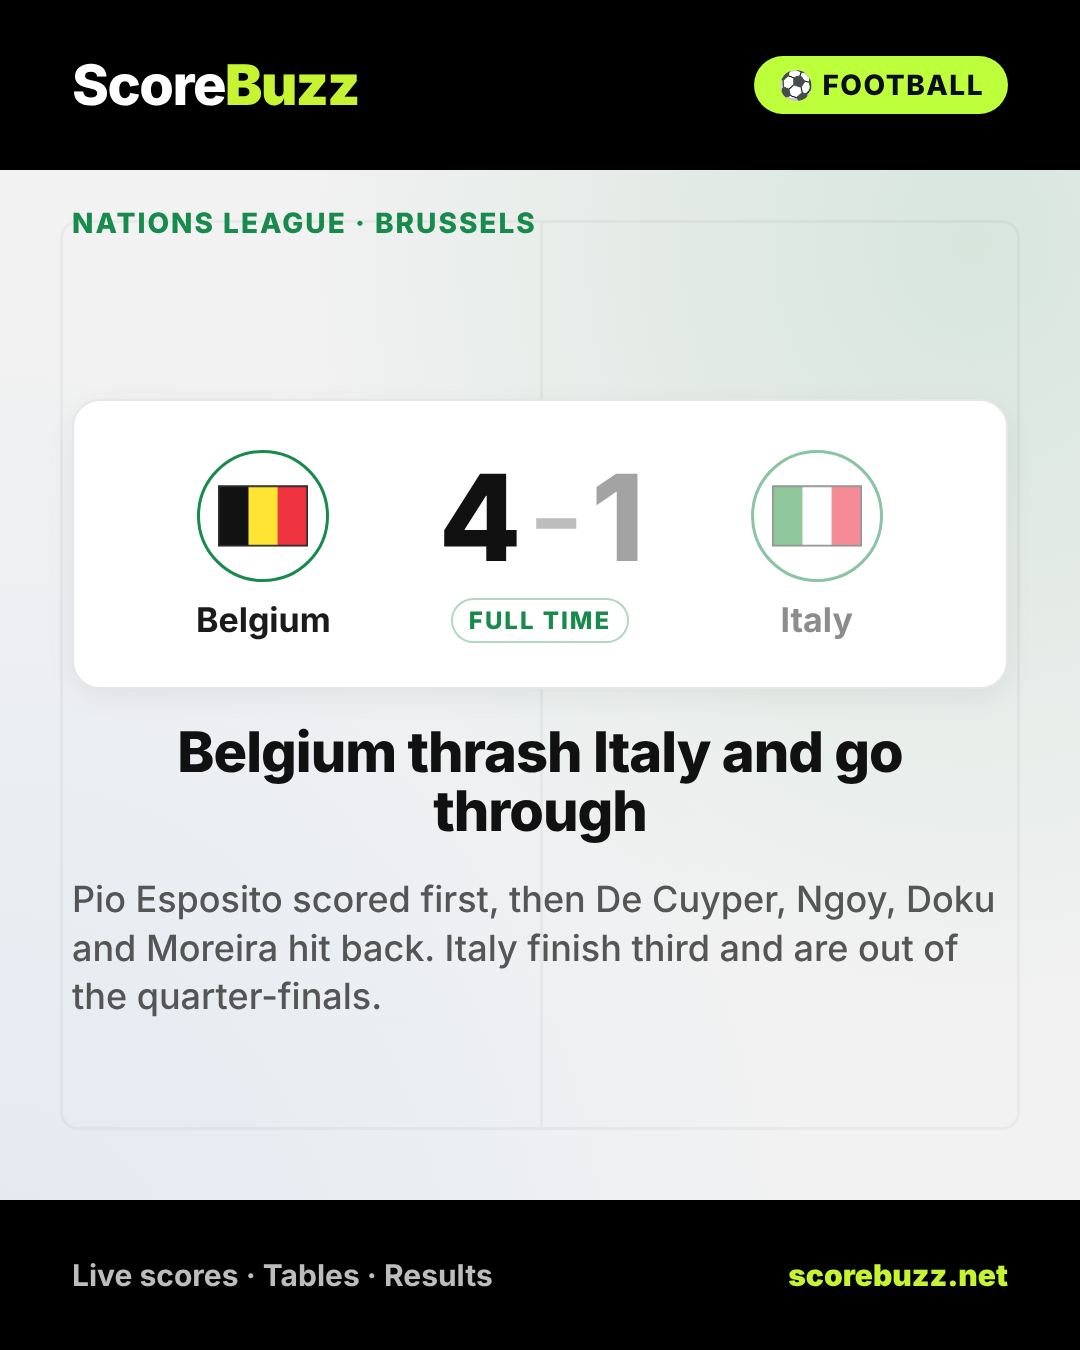 ScoreBuzz
⚽ FOOTBALL
NATIONS LEAGUE · BRUSSELS
4 - 1
Belgium
FULL TIME
Italy
Belgium thrash Italy and go
through
Pio Esposito scored first, then De Cuyper, Ngoy, Doku
and Moreira hit back. Italy finish third and are out of
the quarter-finals.
Live scores · Tables · Results
scorebuzz.net